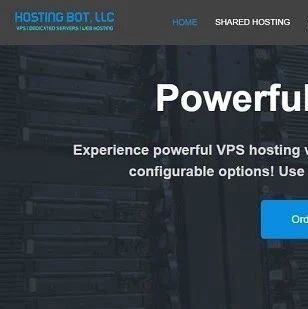 HOSTING BOT, LLC
VPS | DEDICATED SERVERS | WEB HOSTING
HOME SHARED HOSTING
Powerful
Experience powerful VPS hosting
configurable options! Use
Ord